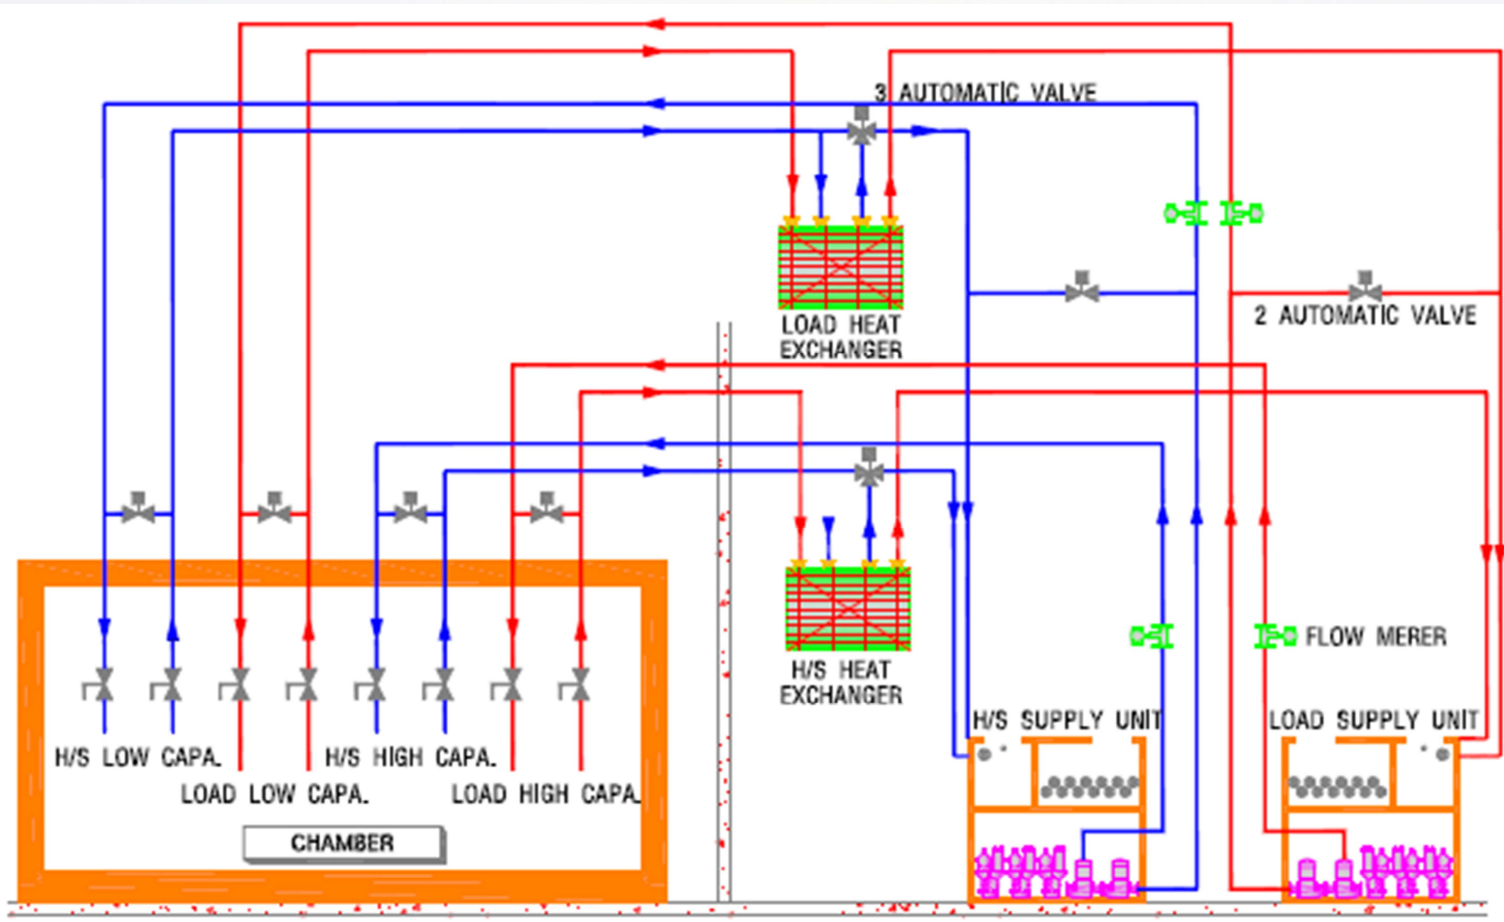 3 AUTOMATIC VALVE
LOAD HEAT
EXCHANGER
2 AUTOMATIC VALVE
H/S HEAT
EXCHANGER
FLOW MERER
H/S SUPPLY UNIT
LOAD SUPPLY UNIT
H/S LOW CAPA.
H/S HIGH CAPA.
LOAD LOW CAPA.
LOAD HIGH CAPA.
CHAMBER